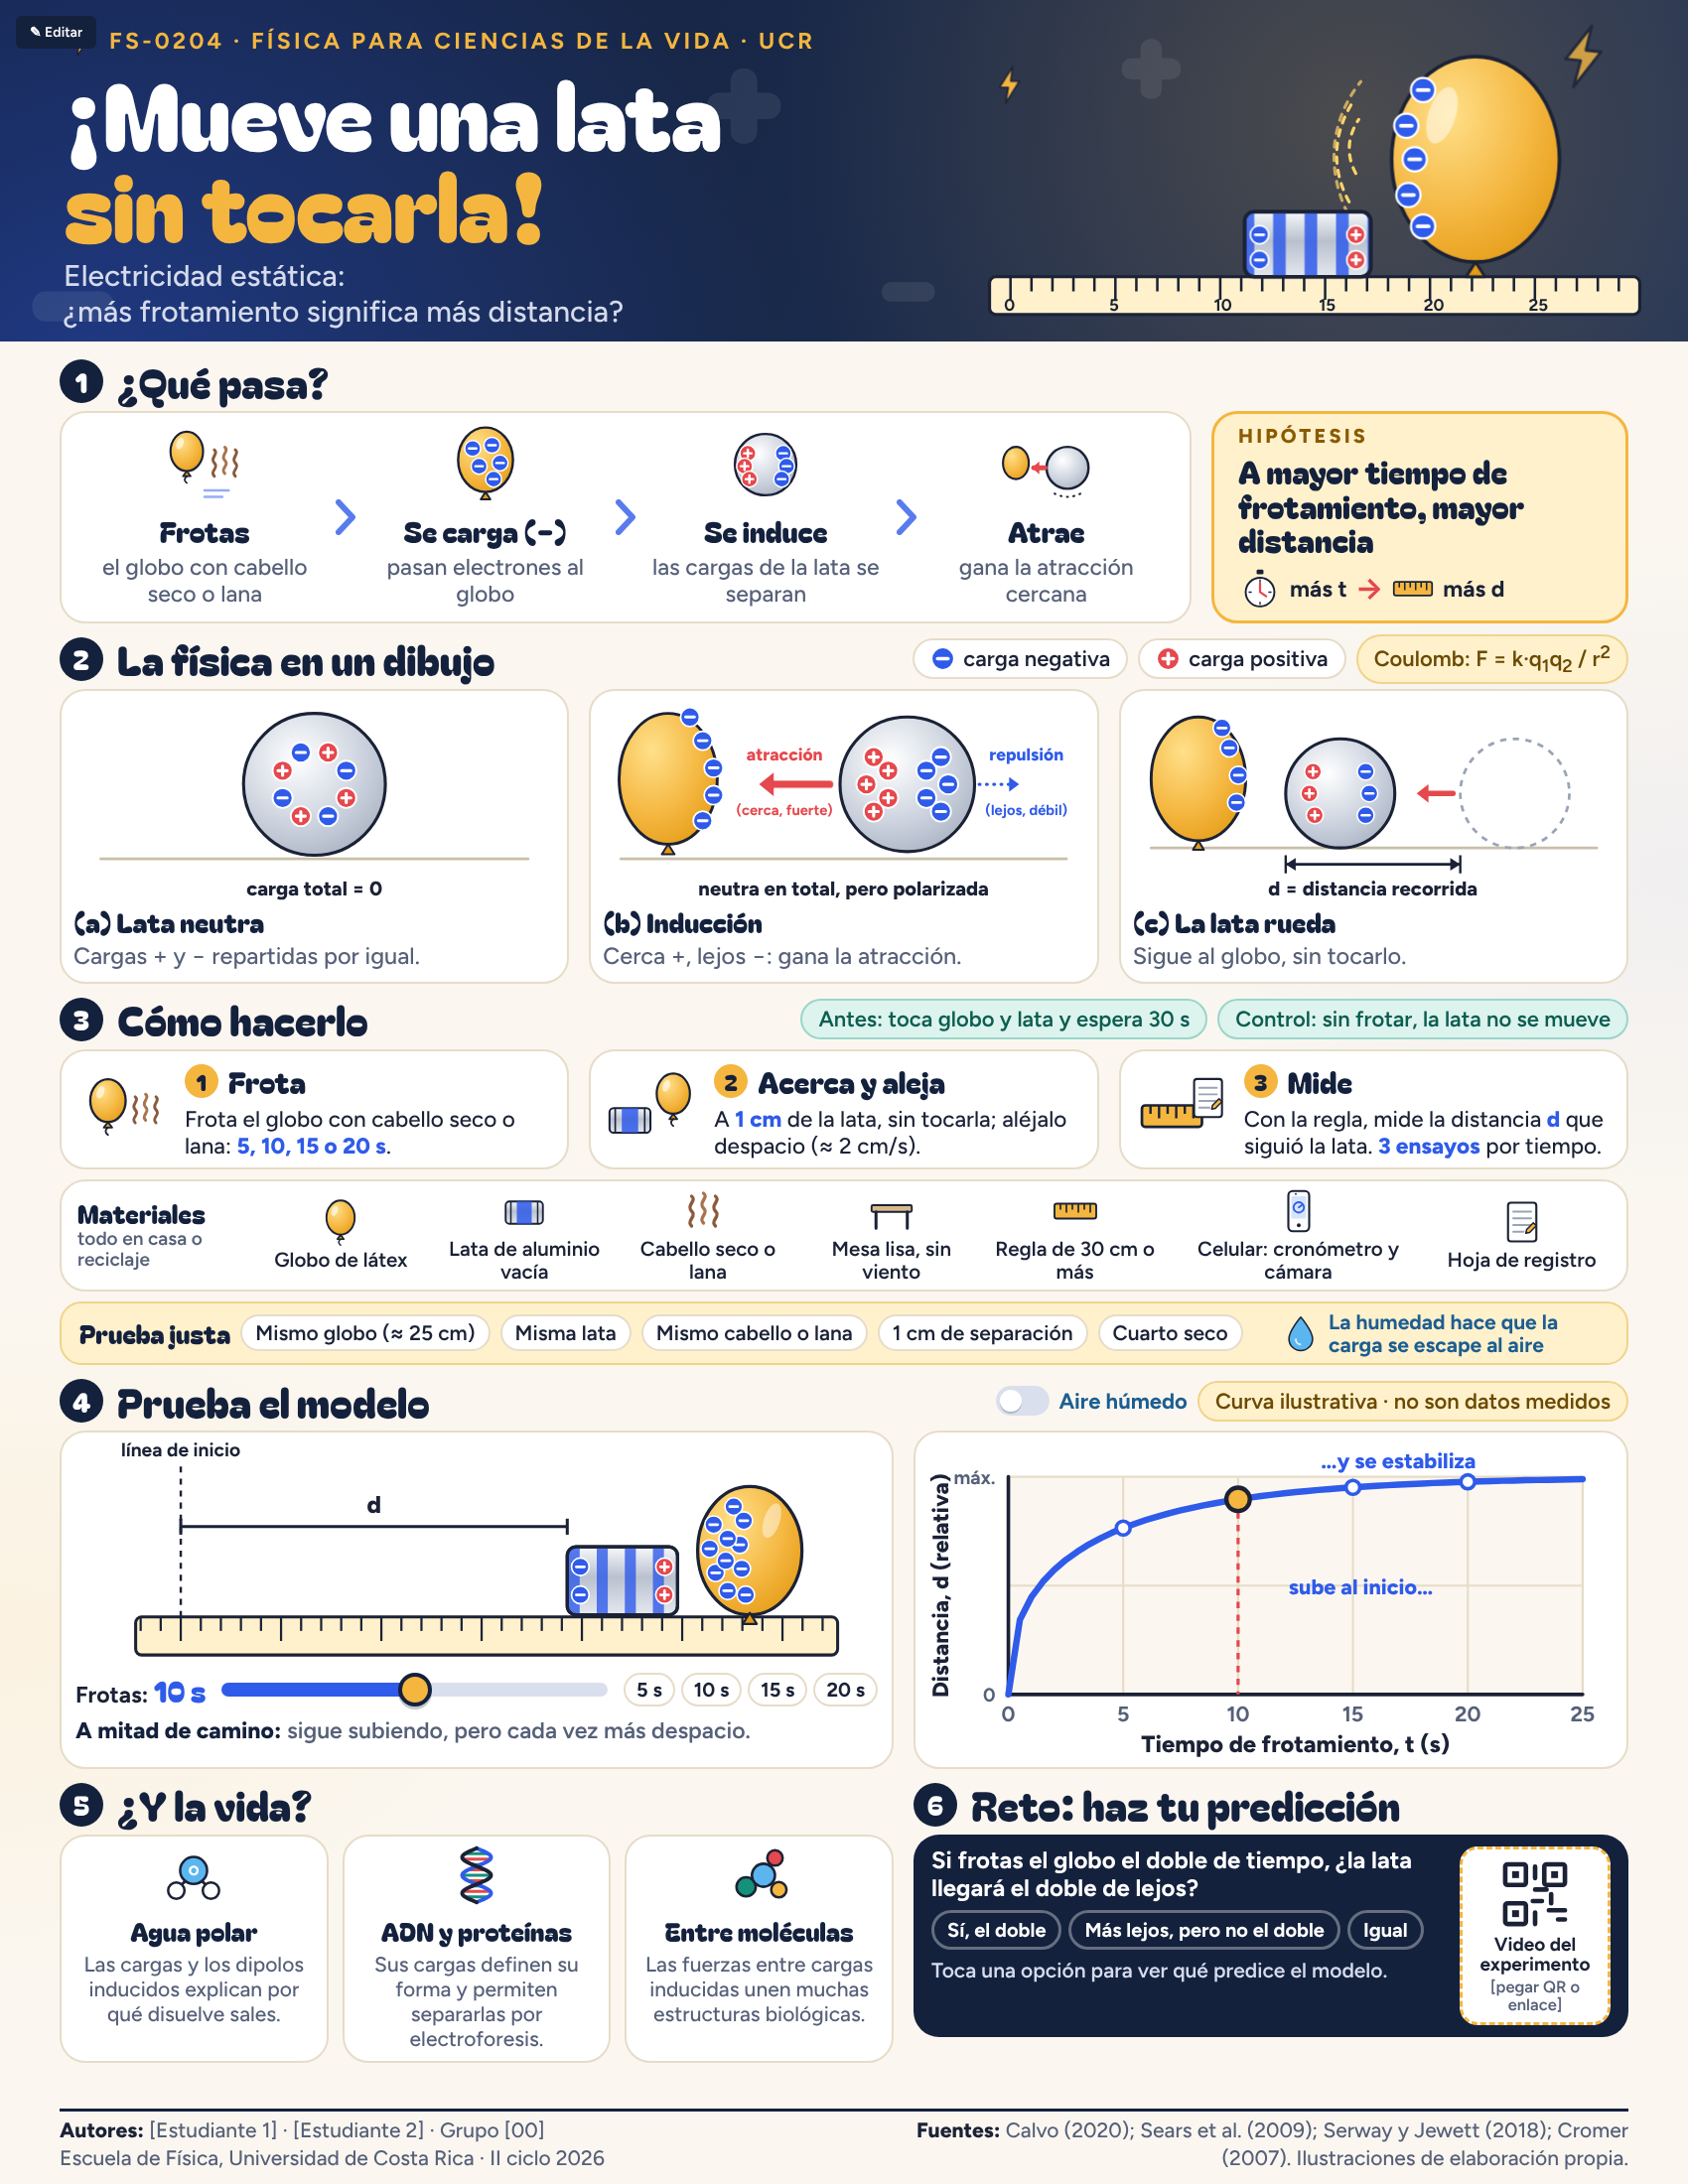 ✎ Editar
FS-0204 · FÍSICA PARA CIENCIAS DE LA VIDA · UCR
¡Mueve una lata
sin tocarla!
Electricidad estática:
¿más frotamiento significa más distancia?
0 5 10 15 20 25
1 ¿Qué pasa?
Frotas
el globo con cabello
seco o lana
Se carga (−)
pasan electrones al
globo
Se induce
las cargas de la lata se
separan
Atrae
gana la atracción
cercana
HIPÓTESIS
A mayor tiempo de
frotamiento, mayor
distancia
más t → más d
2 La física en un dibujo
carga negativa
carga positiva
Coulomb: F = k·q₁q₂ / r²
carga total = 0
(a) Lata neutra
Cargas + y − repartidas por igual.
atracción
(cerca, fuerte)
repulsión
(lejos, débil)
neutra en total, pero polarizada
(b) Inducción
Cerca +, lejos −: gana la atracción.
d = distancia recorrida
(c) La lata rueda
Sigue al globo, sin tocarlo.
3 Cómo hacerlo
Antes: toca globo y lata y espera 30 s
Control: sin frotar, la lata no se mueve
1 Frota
Frota el globo con cabello seco o
lana: 5, 10, 15 o 20 s.
2 Acerca y aleja
A 1 cm de la lata, sin tocarla; aléjalo
despacio (≈ 2 cm/s).
3 Mide
Con la regla, mide la distancia d que
siguió la lata. 3 ensayos por tiempo.
Materiales
todo en casa o
reciclaje
Globo de látex
Lata de aluminio
vacía
Cabello seco o
lana
Mesa lisa, sin
viento
Regla de 30 cm o
más
Celular: cronómetro y
cámara
Hoja de registro
Prueba justa
Mismo globo (≈ 25 cm)
Misma lata
Mismo cabello o lana
1 cm de separación
Cuarto seco
La humedad hace que la
carga se escape al aire
4 Prueba el modelo
Aire húmedo
Curva ilustrativa · no son datos medidos
línea de inicio
d
Frotas: 10 s
5 s
10 s
15 s
20 s
A mitad de camino: sigue subiendo, pero cada vez más despacio.
Distancia, d (relativa)
máx.
...y se estabiliza
sube al inicio...
0
0 5 10 15 20 25
Tiempo de frotamiento, t (s)
5 ¿Y la vida?
Agua polar
Las cargas y los dipolos
inducidos explican por
qué disuelve sales.
ADN y proteínas
Sus cargas definen su
forma y permiten
separarlas por
electroforesis.
Entre moléculas
Las fuerzas entre cargas
inducidas unen muchas
estructuras biológicas.
6 Reto: haz tu predicción
Si frotas el globo el doble de tiempo, ¿la lata
llegará el doble de lejos?
Sí, el doble
Más lejos, pero no el doble
Igual
Toca una opción para ver qué predice el modelo.
Video del
experimento
[pegar QR o
enlace]
Autores: [Estudiante 1] · [Estudiante 2] · Grupo [00]
Escuela de Física, Universidad de Costa Rica · II ciclo 2026
Fuentes: Calvo (2020); Sears et al. (2009); Serway y Jewett (2018); Cromer
(2007). Ilustraciones de elaboración propia.